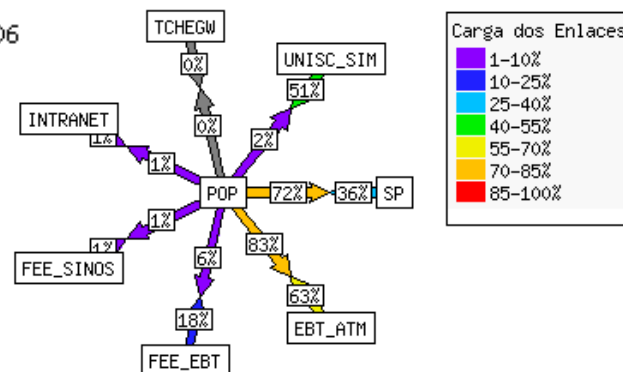 06
TCHEGW
0%
0%
UNISC_SIM
51%
2%
INTRANET
1%
1%
POP
72%
36%
SP
1%
1%
FEE_SINOS
6%
18%
FEE_EBT
83%
63%
EBT_ATM
Carga dos Enlaces
1-10%
10-25%
25-40%
40-55%
55-70%
70-85%
85-100%